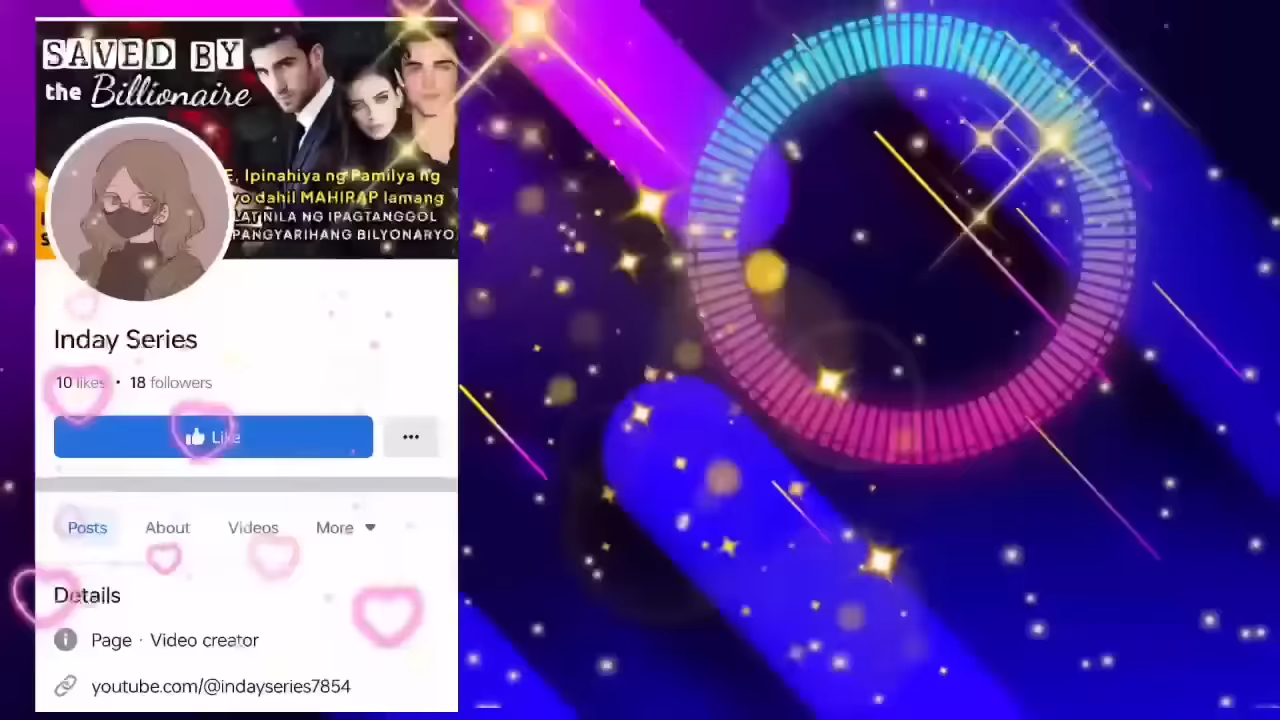 SAVED BY
the Billionaire
E, Ipinahiya ng Pamilya ng
yo dahil MAHIRAP lamang
NILA NG IPAGTANGGOL
PANGYARIHANG BILYONARYO
Inday Series
10 likes • 18 followers
Like
Posts About Videos More
Details
Page · Video creator
youtube.com/@indayseries7854